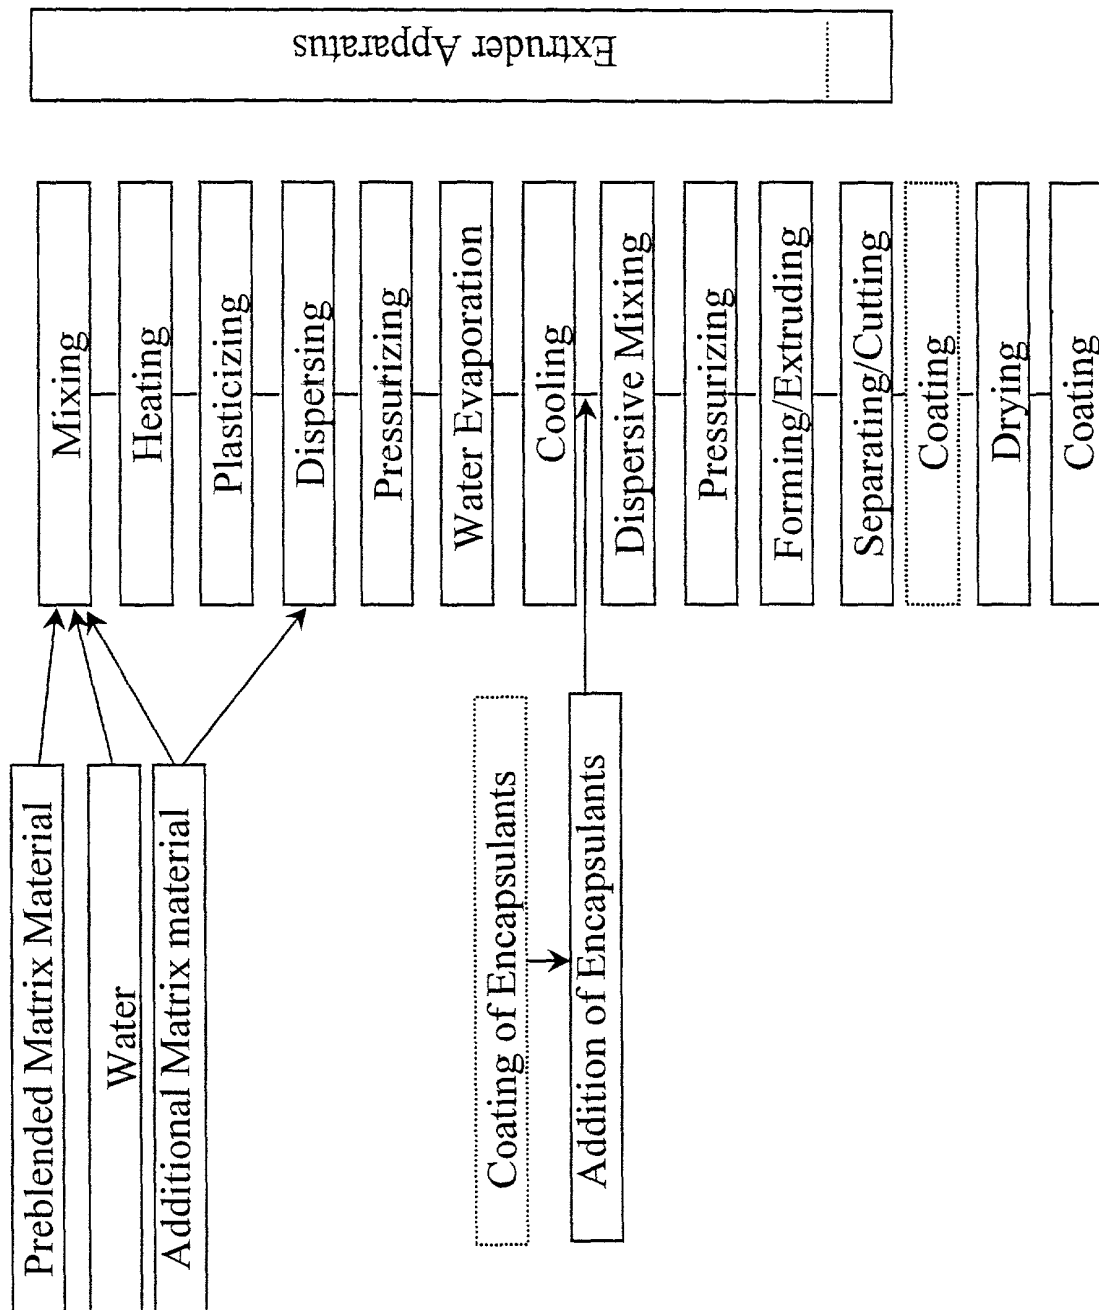 Extruder Apparatus
Mixing
Heating
Plasticizing
Dispersing
Pressurizing
Water Evaporation
Cooling
Dispersive Mixing
Pressurizing
Forming/Extruding
Separating/Cutting
Coating
Drying
Coating
Preblended Matrix Material
Water
Additional Matrix material
Coating of Encapsulants
Addition of Encapsulants